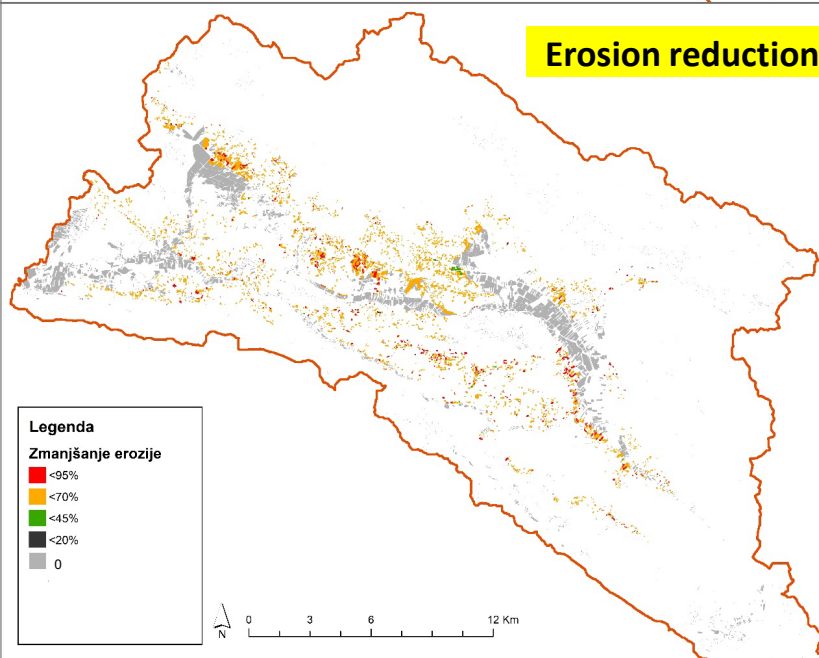 Erosion reduction
Legenda
Zmanjšanje erozije
<95%
<70%
<45%
<20%
0
N
0 3 6 12 Km